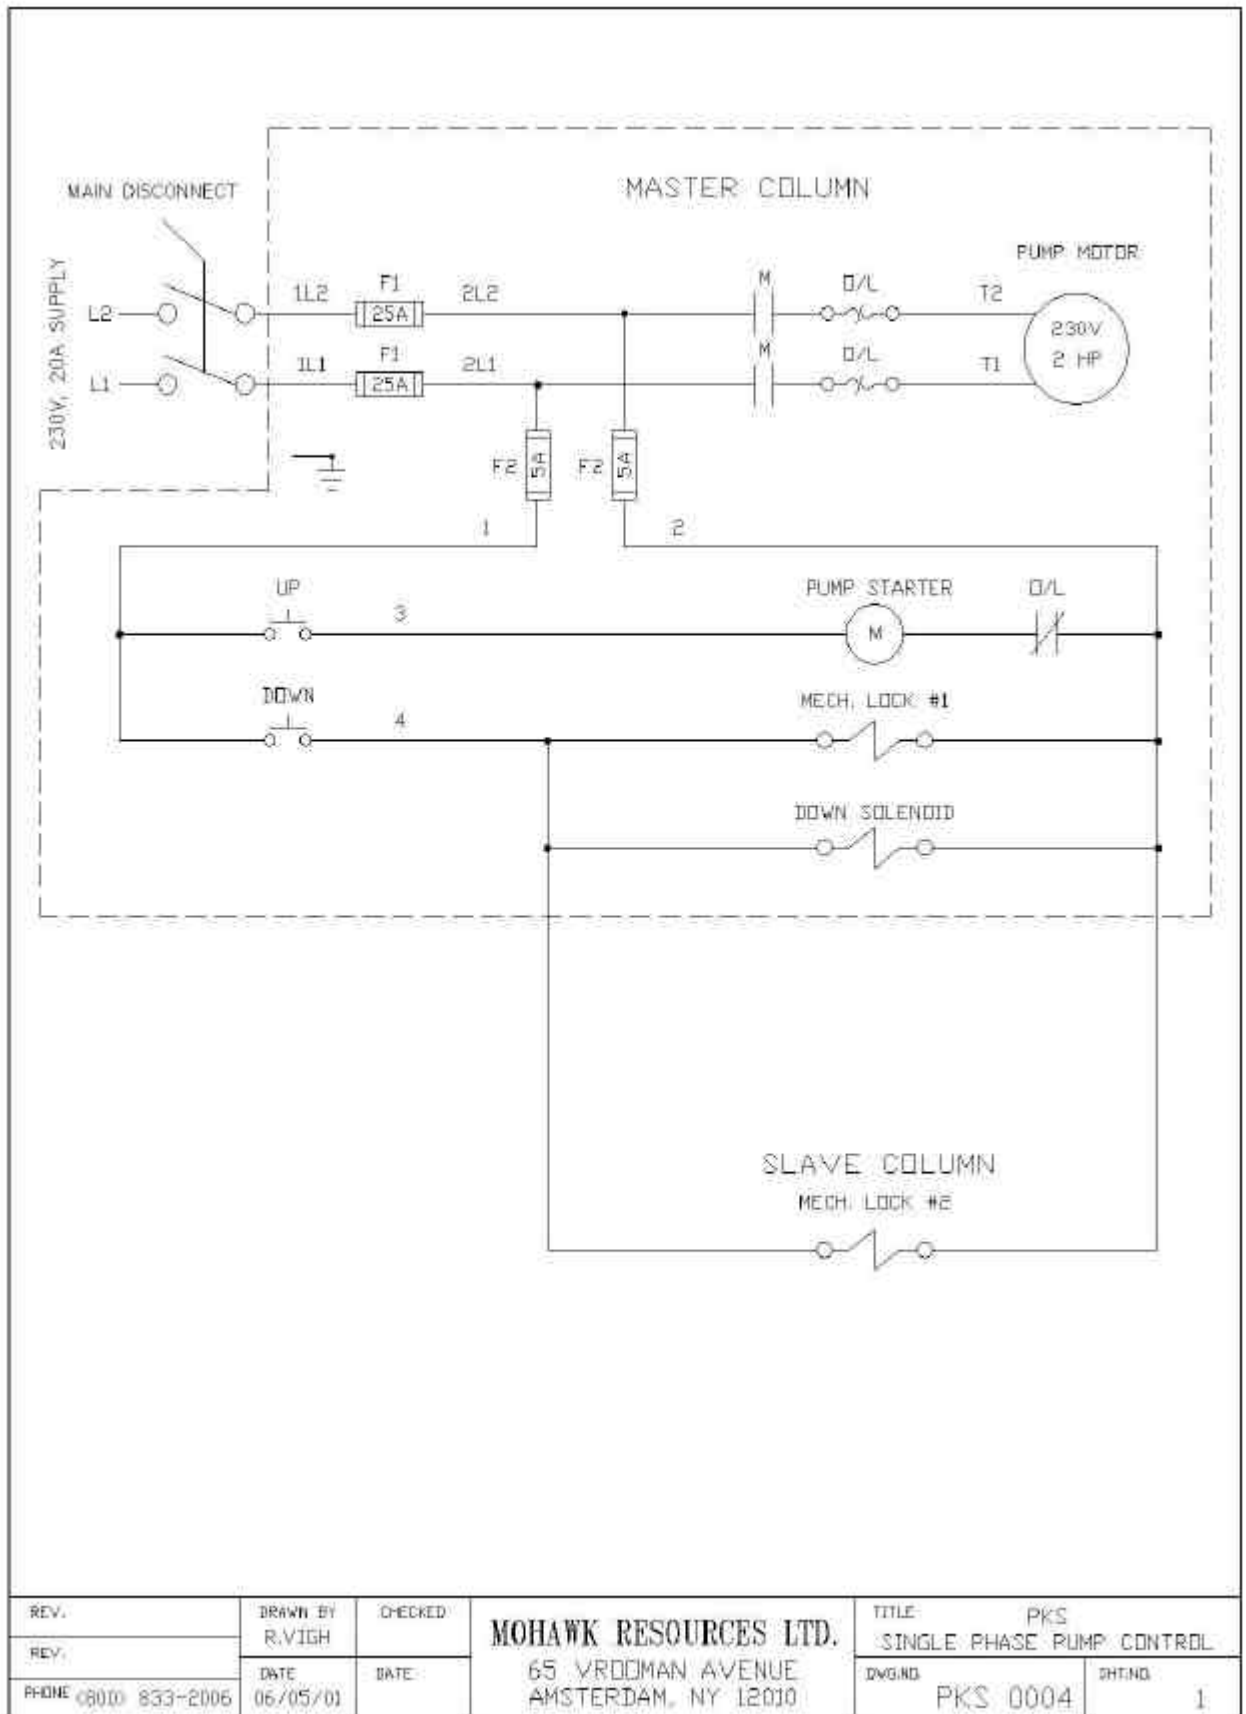 MAIN DISCONNECT
MASTER COLUMN
PUMP MOTOR
230V, 20A SUPPLY
L2
1L2
F1
25A
2L2
M
O/L
T2
230V
2 HP
L1
1L1
F1
25A
2L1
M
O/L
T1
F2
5A
F2
5A
1
2
UP
3
PUMP STARTER
M
O/L
DOWN
4
MECH. LOCK #1
DOWN SOLENOID
SLAVE COLUMN
MECH. LOCK #2
REV.
REV.
PHONE (800) 833-2006
DRAWN BY
R.VIGH
DATE
06/05/01
CHECKED
DATE
MOHAWK RESOURCES LTD.
65 VROOMAN AVENUE
AMSTERDAM, NY 12010
TITLE
PKS
SINGLE PHASE PUMP CONTROL
DWG.NO.
PKS 0004
SHT.NO.
1